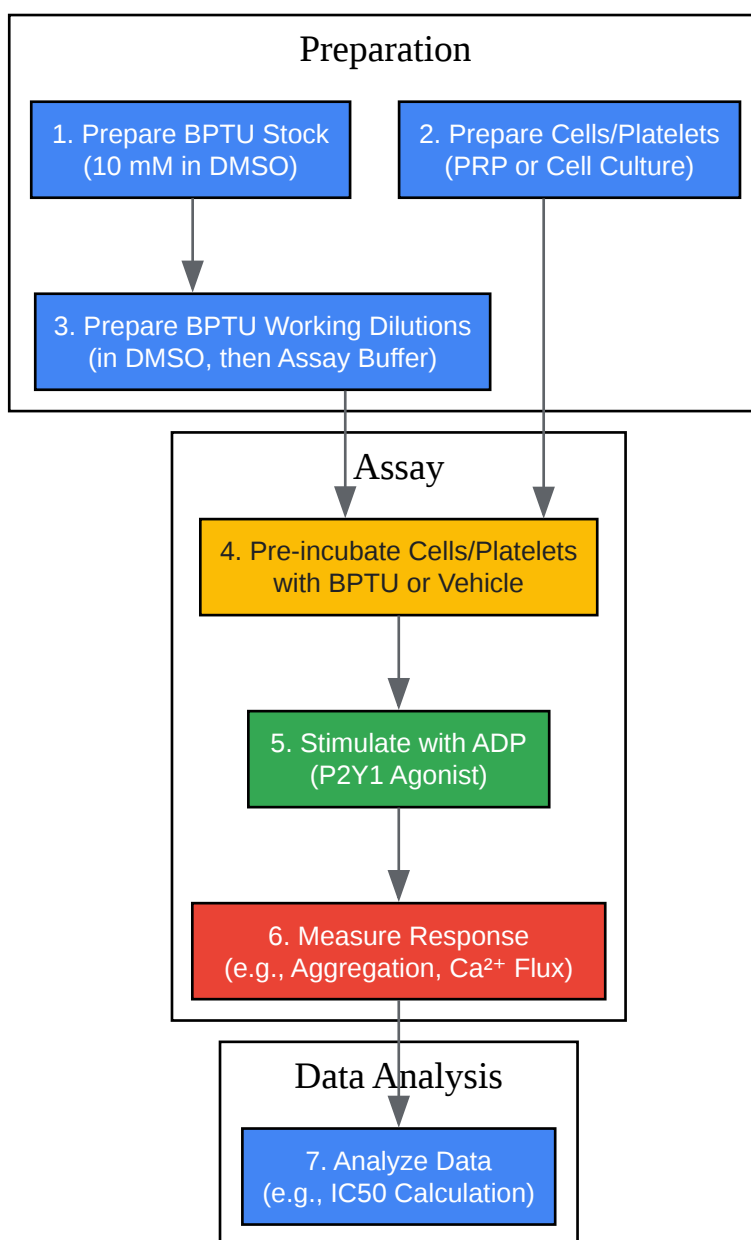 Preparation
1. Prepare BPTU Stock
(10 mM in DMSO)
2. Prepare Cells/Platelets
(PRP or Cell Culture)
3. Prepare BPTU Working Dilutions
(in DMSO, then Assay Buffer)
Assay
4. Pre-incubate Cells/Platelets
with BPTU or Vehicle
5. Stimulate with ADP
(P2Y1 Agonist)
6. Measure Response
(e.g., Aggregation, Ca²⁺ Flux)
Data Analysis
7. Analyze Data
(e.g., IC50 Calculation)